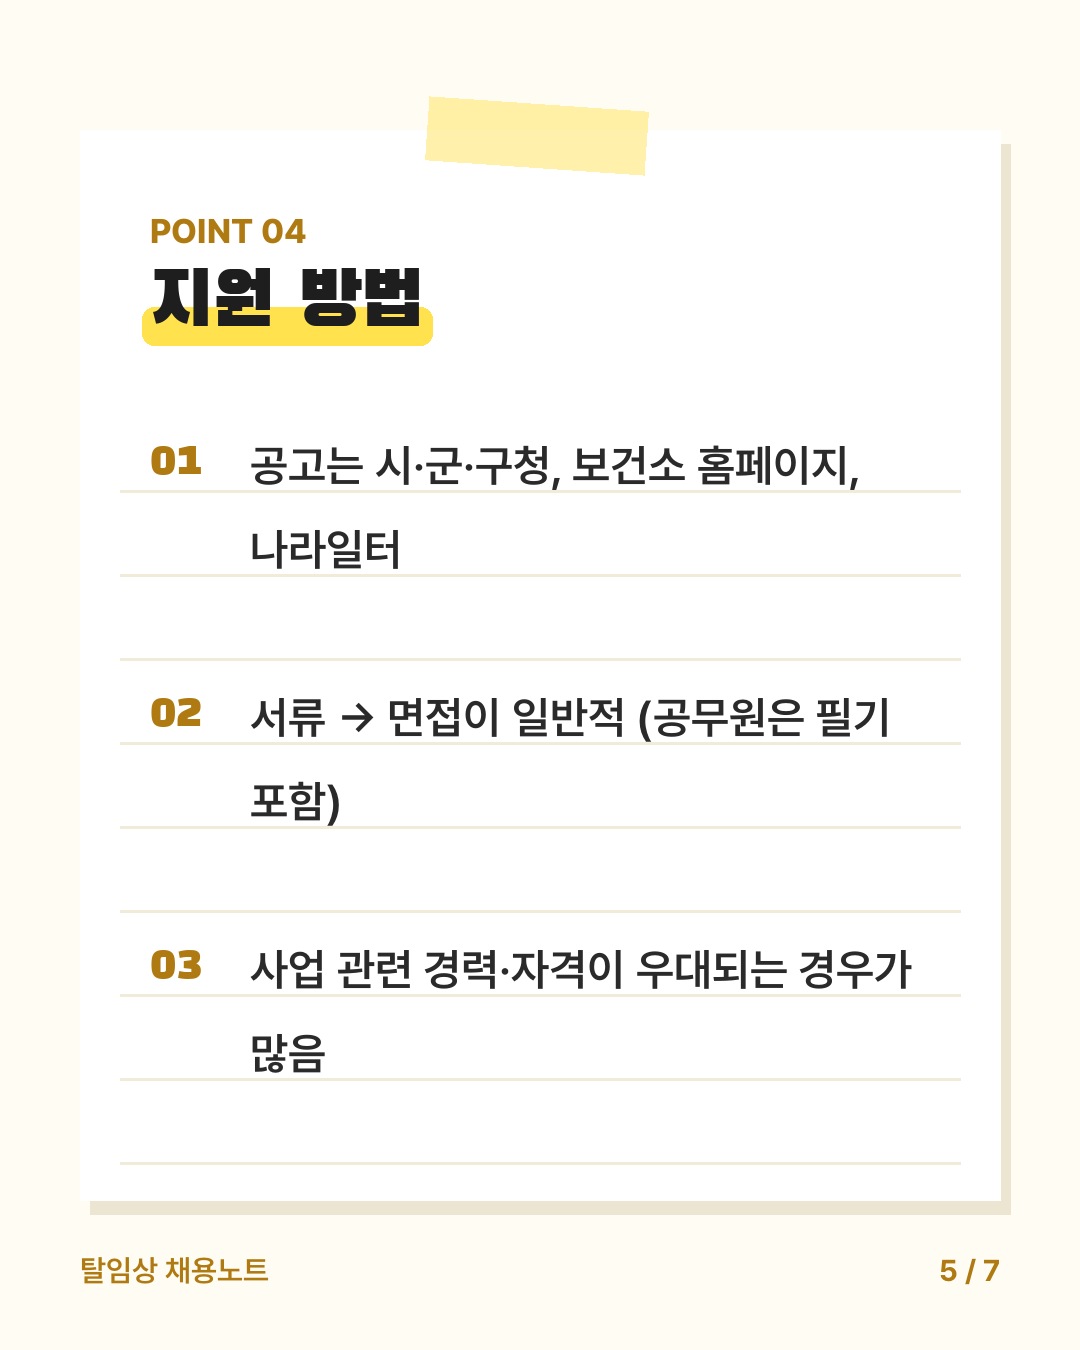 POINT 04
지원 방법
01 공고는 시·군·구청, 보건소 홈페이지,
나라일터
02 서류 → 면접이 일반적 (공무원은 필기
포함)
03 사업 관련 경력·자격이 우대되는 경우가
많음
탈임상 채용노트
5 / 7